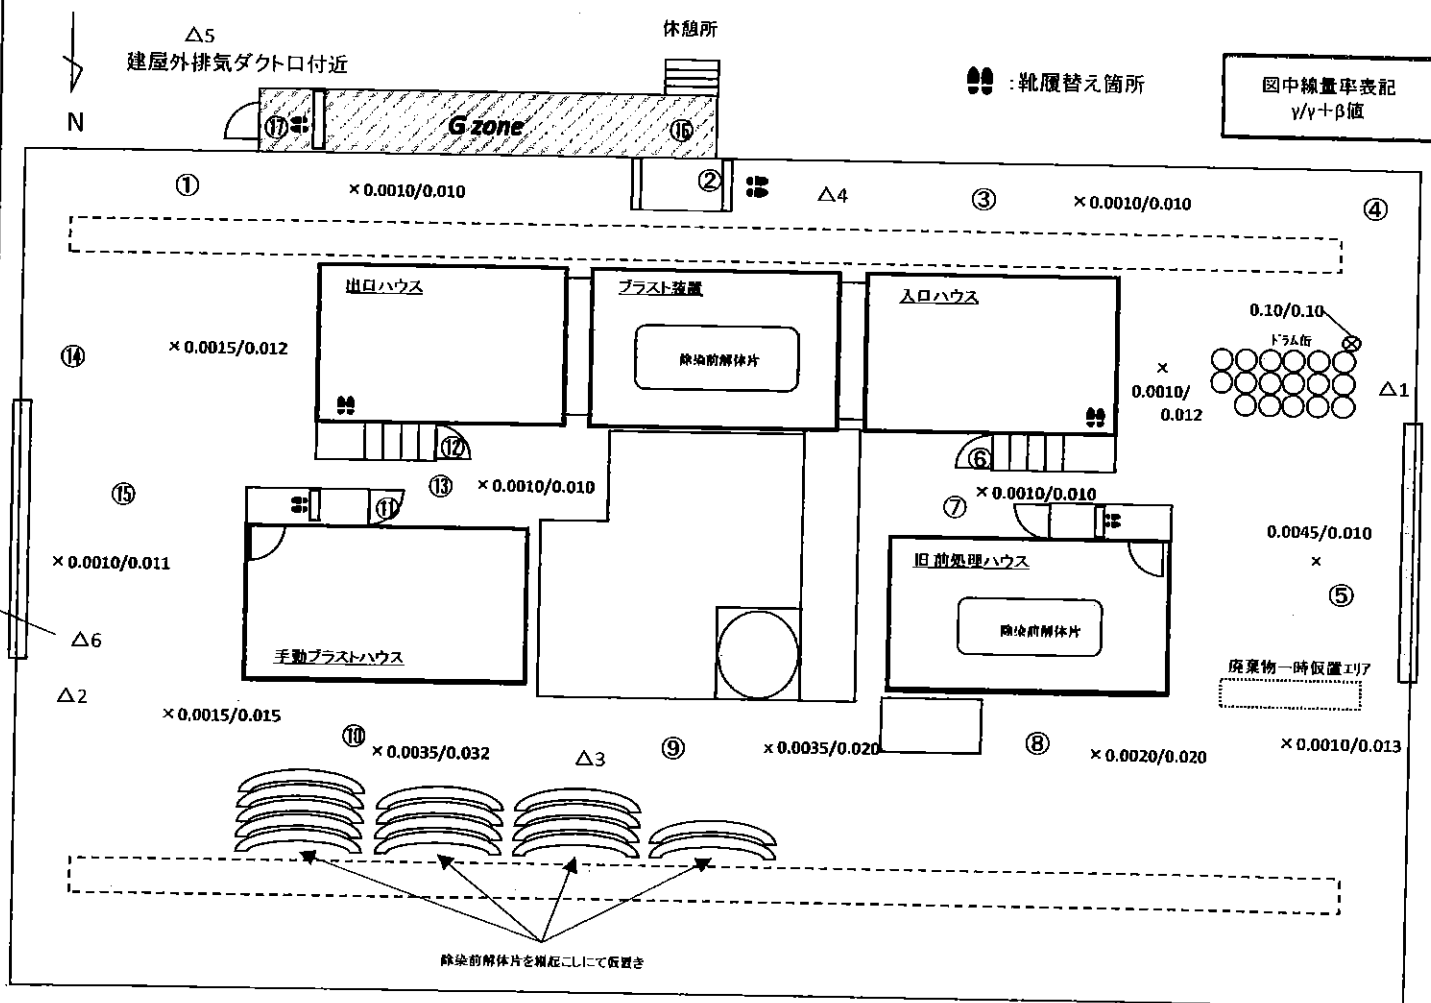 △5
建屋外排気ダクト口付近
休憩所
:靴履替え箇所
図中線量率表記
γ/γ+β値
N
⑰
G zone
⑯
①
×0.0010/0.010
②
△4
③
×0.0010/0.010
④
出口ハウス
ブラスト装置
入口ハウス
除染前解体片
0.10/0.10
ドラム缶
⑭
×0.0015/0.012
×
0.0010/
0.012
△1
⑫
⑥
⑬
×0.0010/0.010
×0.0010/0.010
⑮
⑪
⑦
0.0045/0.010
×
×0.0010/0.011
旧前処理ハウス
⑤
除染前解体片
△6
手動ブラストハウス
廃棄物一時仮置エリア
△2
×0.0015/0.015
⑩
×0.0035/0.032
△3
⑨
×0.0035/0.020
⑧
×0.0020/0.020
×0.0010/0.013
除染前解体片を縦起こしにて仮置き